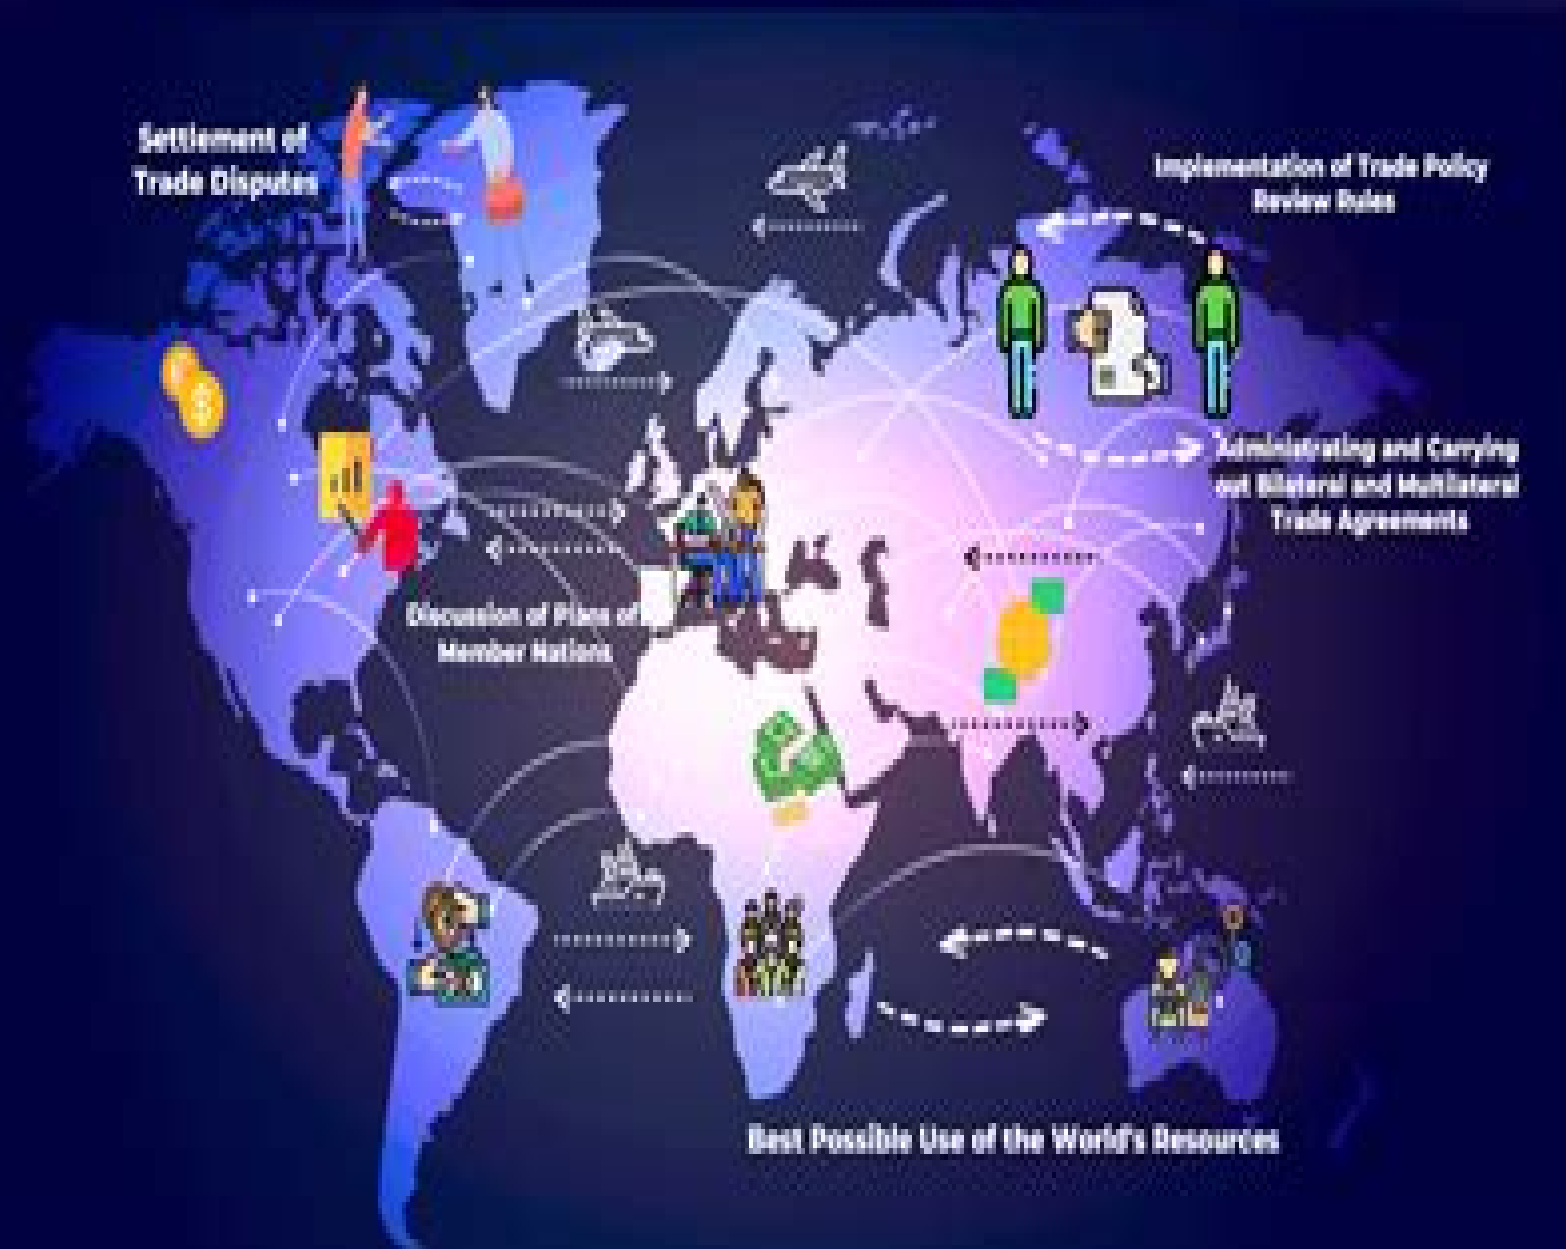 Settlement of
Trade Disputes
Implementation of Trade Policy
Review Rules
Administrating and Carrying
out Bilateral and Multilateral
Trade Agreements
Discussion of Plans of
Member Nations
Best Possible Use of the World's Resources